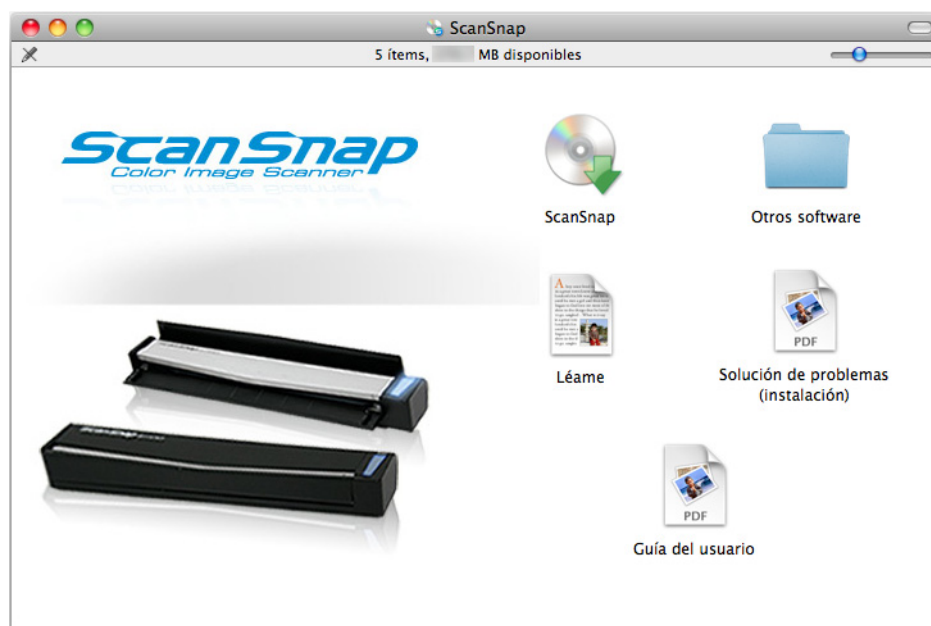 ScanSnap
5 ítems, MB disponibles
ScanSnap
Color Image Scanner
ScanSnap
Otros software
PDF
Léame
Solución de problemas
(instalación)
PDF
Guía del usuario